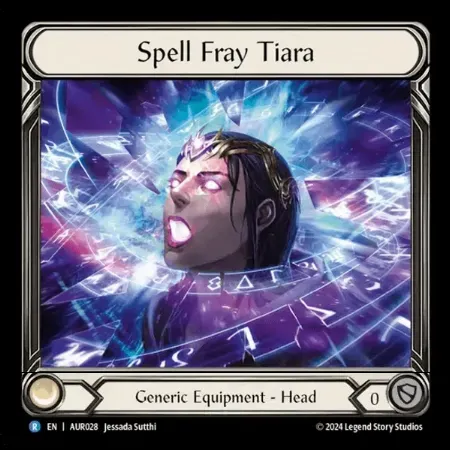 Spell Fray Tiara
Generic Equipment - Head
0
R EN | AUR028 Jessada Sutthi
© 2024 Legend Story Studios